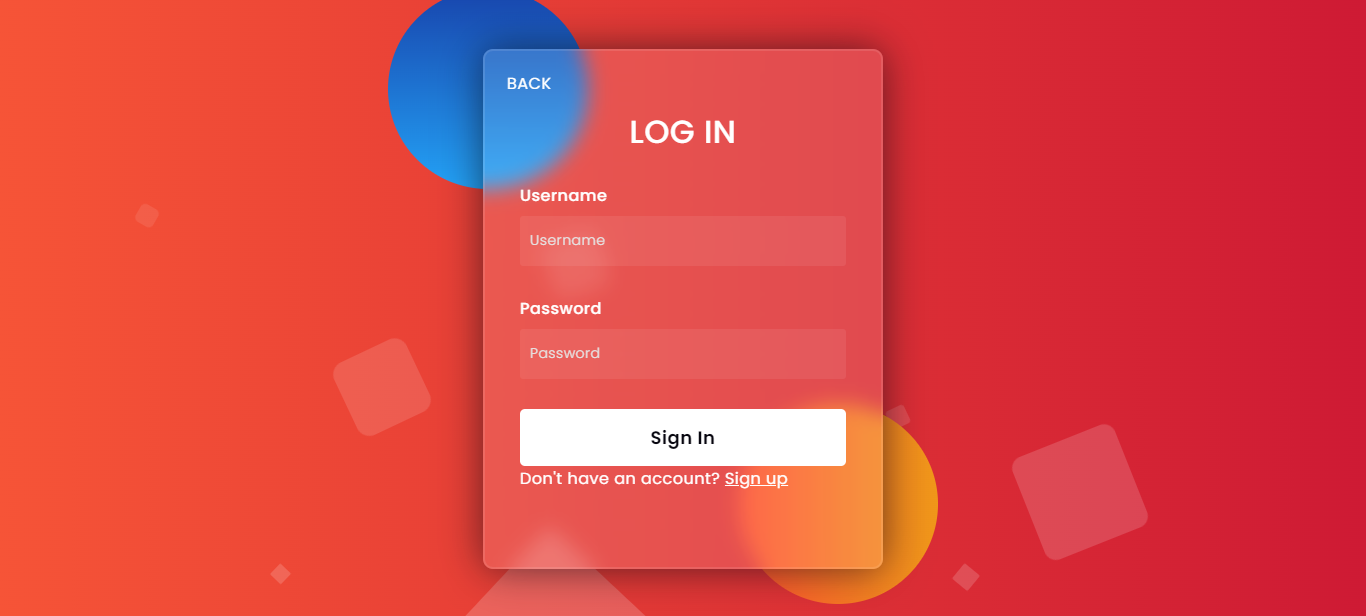 BACK
LOG IN
Username
Username
Password
Password
Sign In
Don't have an account? Sign up